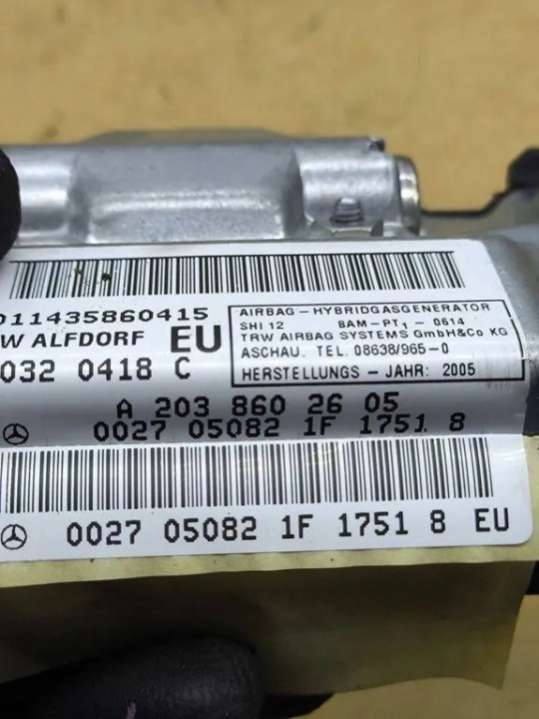 011435860415
W ALFDORF EU
032 0418 C
AIRBAG - HYBRIDGASGENERATOR
SHI 12 BAM-PT1 - 0614
TRW AIRBAG SYSTEMS GmbH&Co KG
ASCHAU. TEL. 08638/965-0
HERSTELLUNGS - JAHR: 2005
A 203 860 26 05
0027 05082 1F 1751 8
0027 05082 1F 1751 8 EU